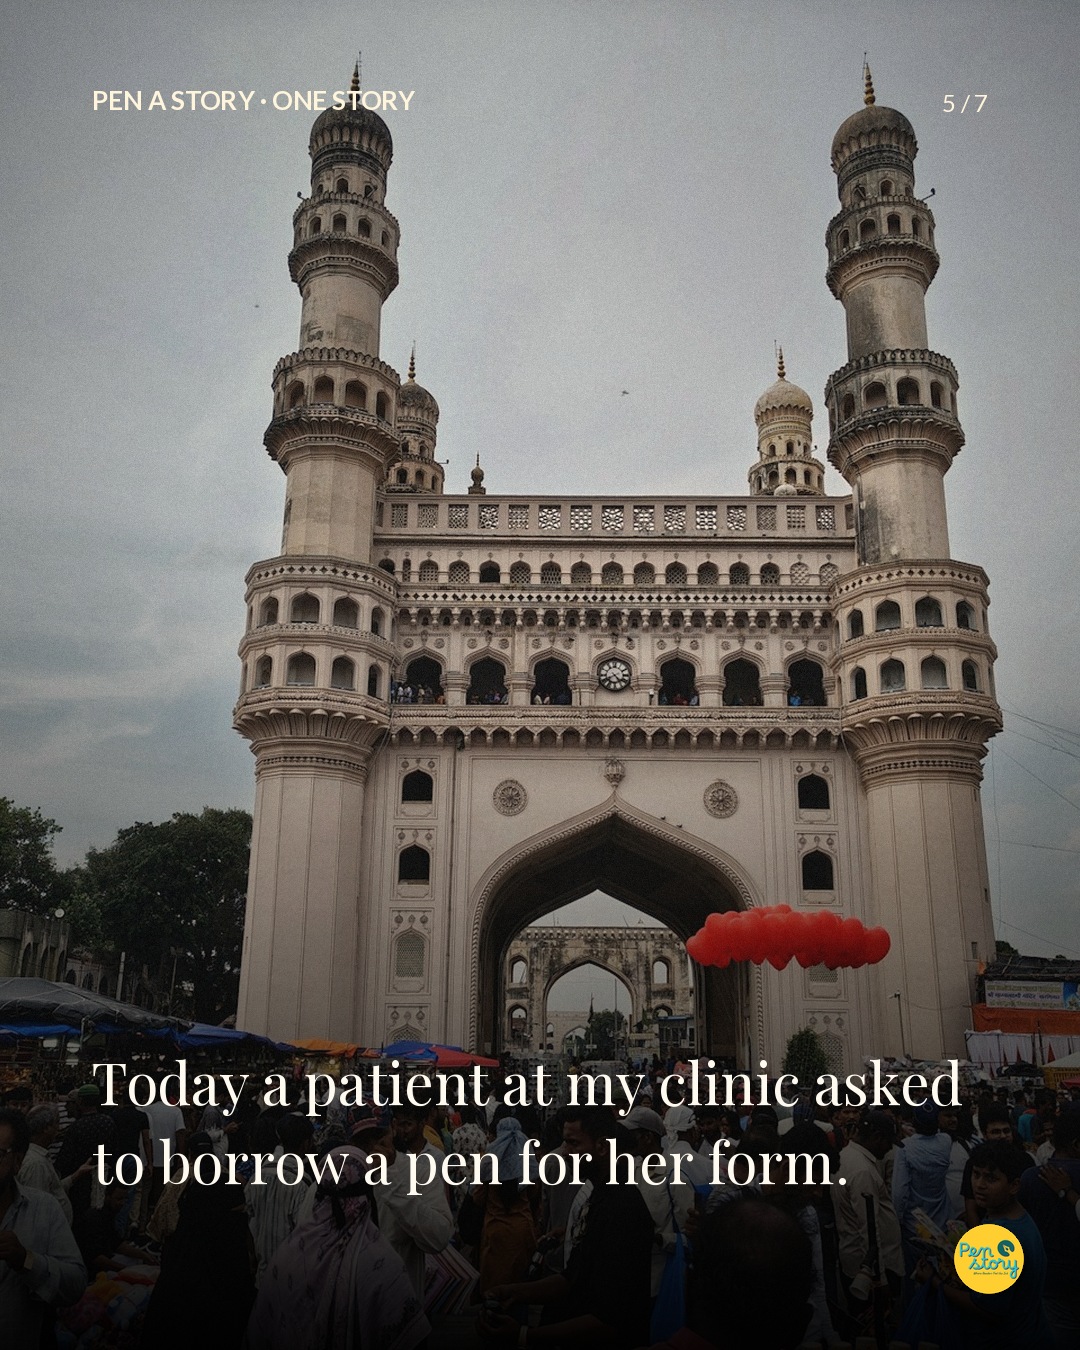 PEN A STORY · ONE STORY
5 / 7
Today a patient at my clinic asked
to borrow a pen for her form.
Pen
story